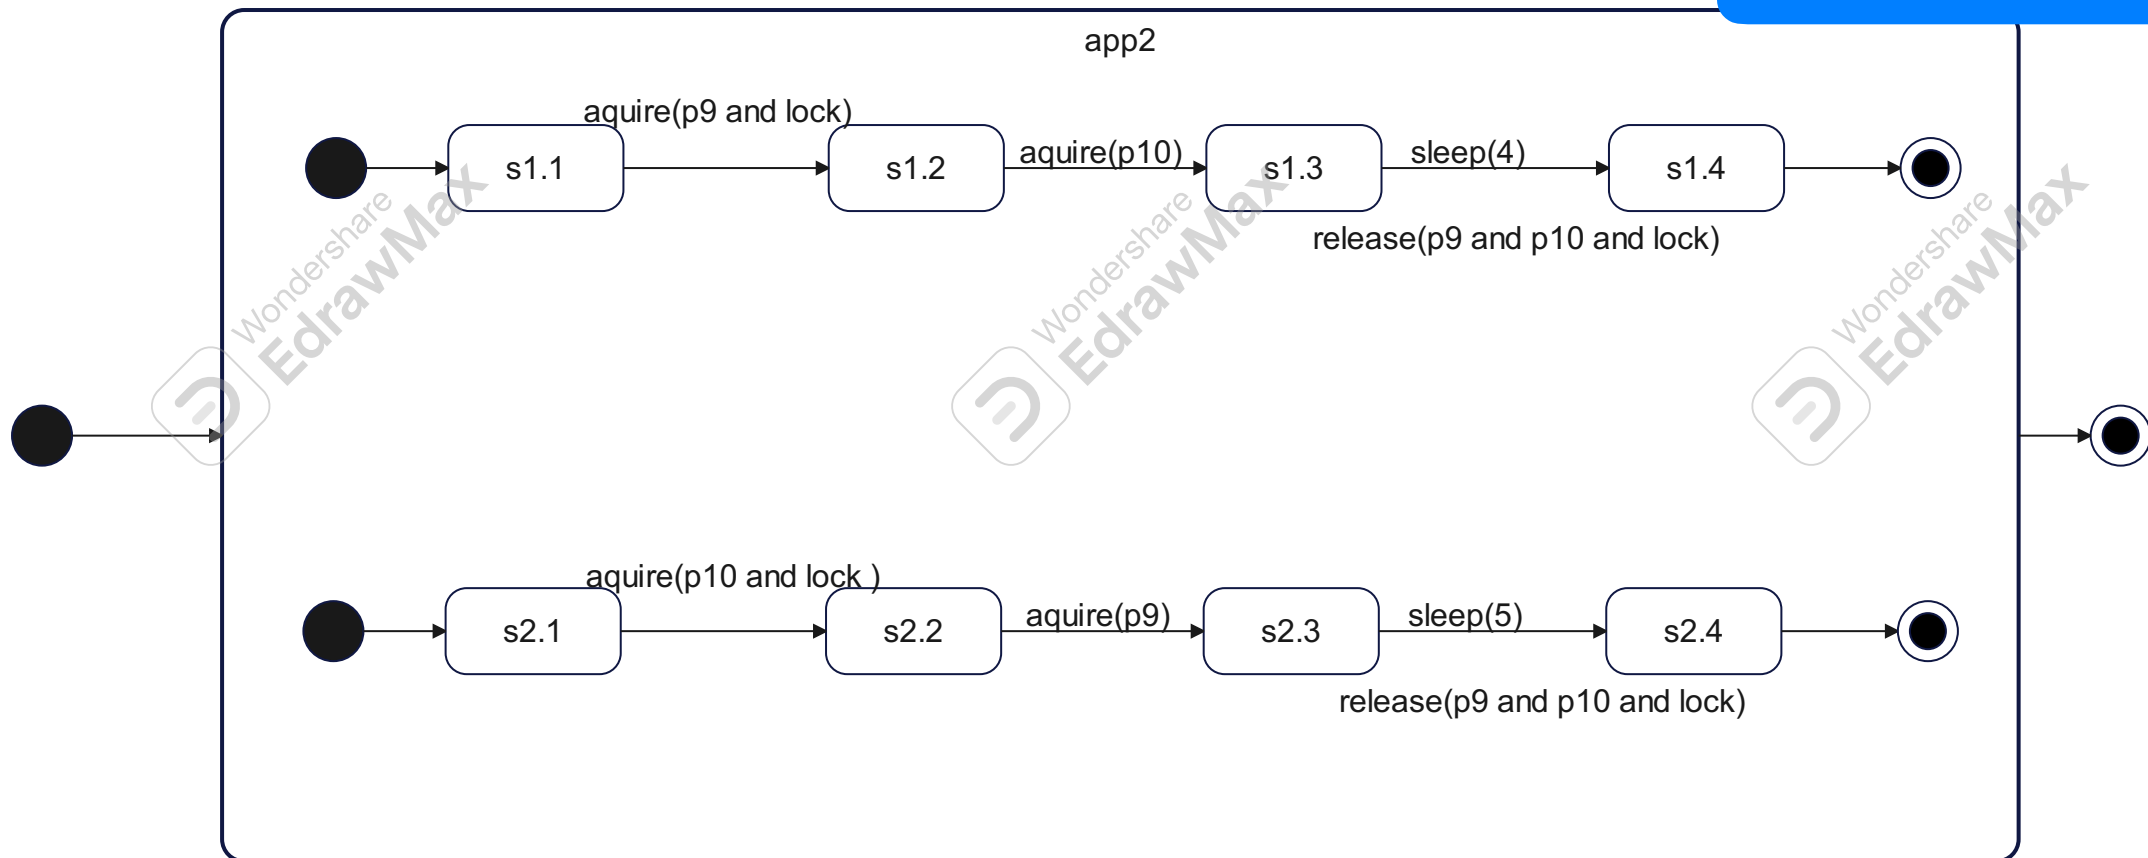 app2
aquire(p9 and lock)
s1.1
s1.2
aquire(p10)
s1.3
sleep(4)
s1.4
release(p9 and p10 and lock)
Wondershare
EdrawMax
Wondershare
EdrawMax
Wondershare
EdrawMax
aquire(p10 and lock )
s2.1
s2.2
aquire(p9)
s2.3
sleep(5)
s2.4
release(p9 and p10 and lock)